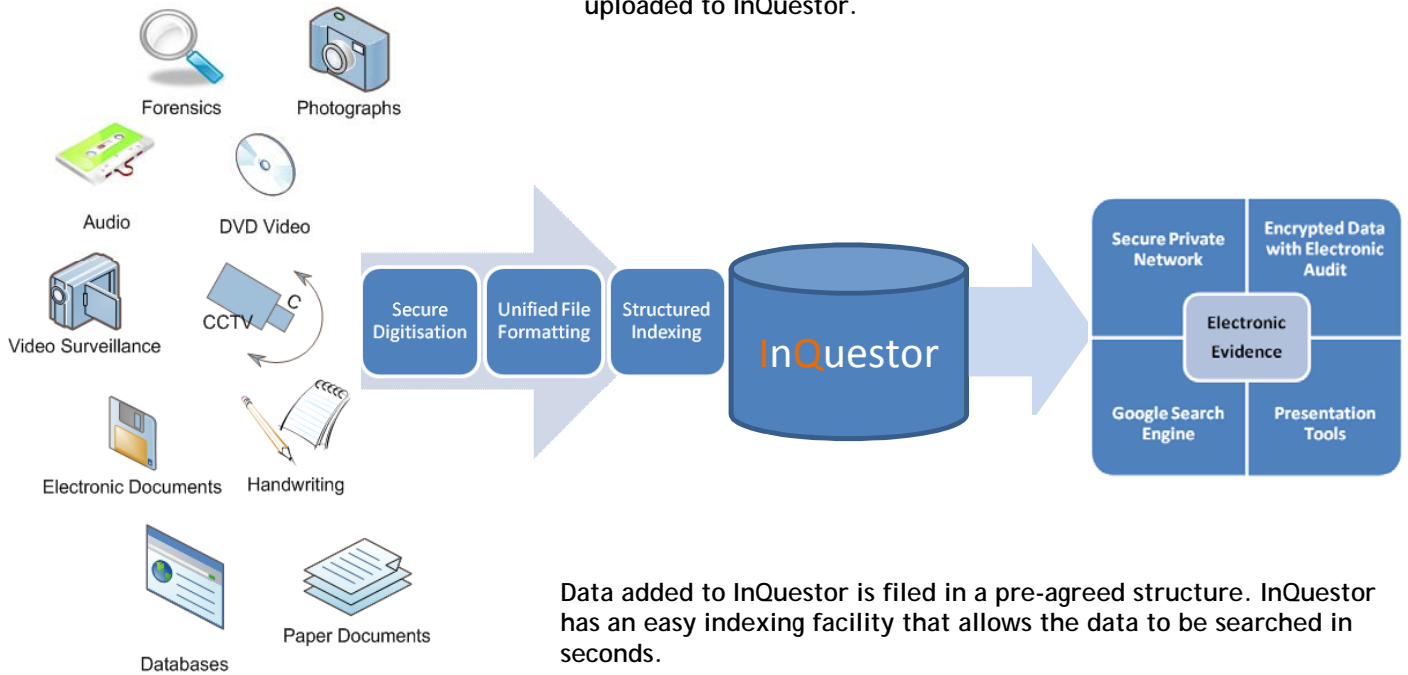 uploaded to InQuestor.
Forensics
Photographs
Audio
DVD Video
Video Surveillance
CCTV
C
Electronic Documents
Handwriting
Databases
Paper Documents
Secure
Digitisation
Unified File
Formatting
Structured
Indexing
InQuestor
Secure Private
Network
Encrypted Data
with Electronic
Audit
Electronic
Evidence
Google Search
Engine
Presentation
Tools
Data added to InQuestor is filed in a pre-agreed structure. InQuestor
has an easy indexing facility that allows the data to be searched in
seconds.